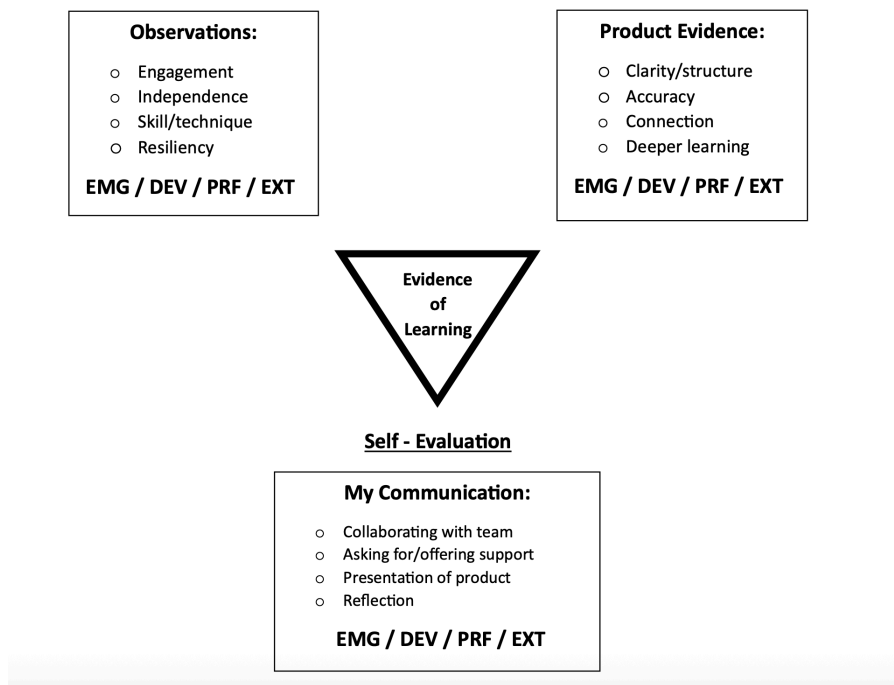 Observations:
o Engagement
o Independence
o Skill/technique
o Resiliency
EMG / DEV / PRF / EXT
Product Evidence:
o Clarity/structure
o Accuracy
o Connection
o Deeper learning
EMG / DEV / PRF / EXT
Evidence
of
Learning
Self - Evaluation
My Communication:
o Collaborating with team
o Asking for/offering support
o Presentation of product
o Reflection
EMG / DEV / PRF / EXT